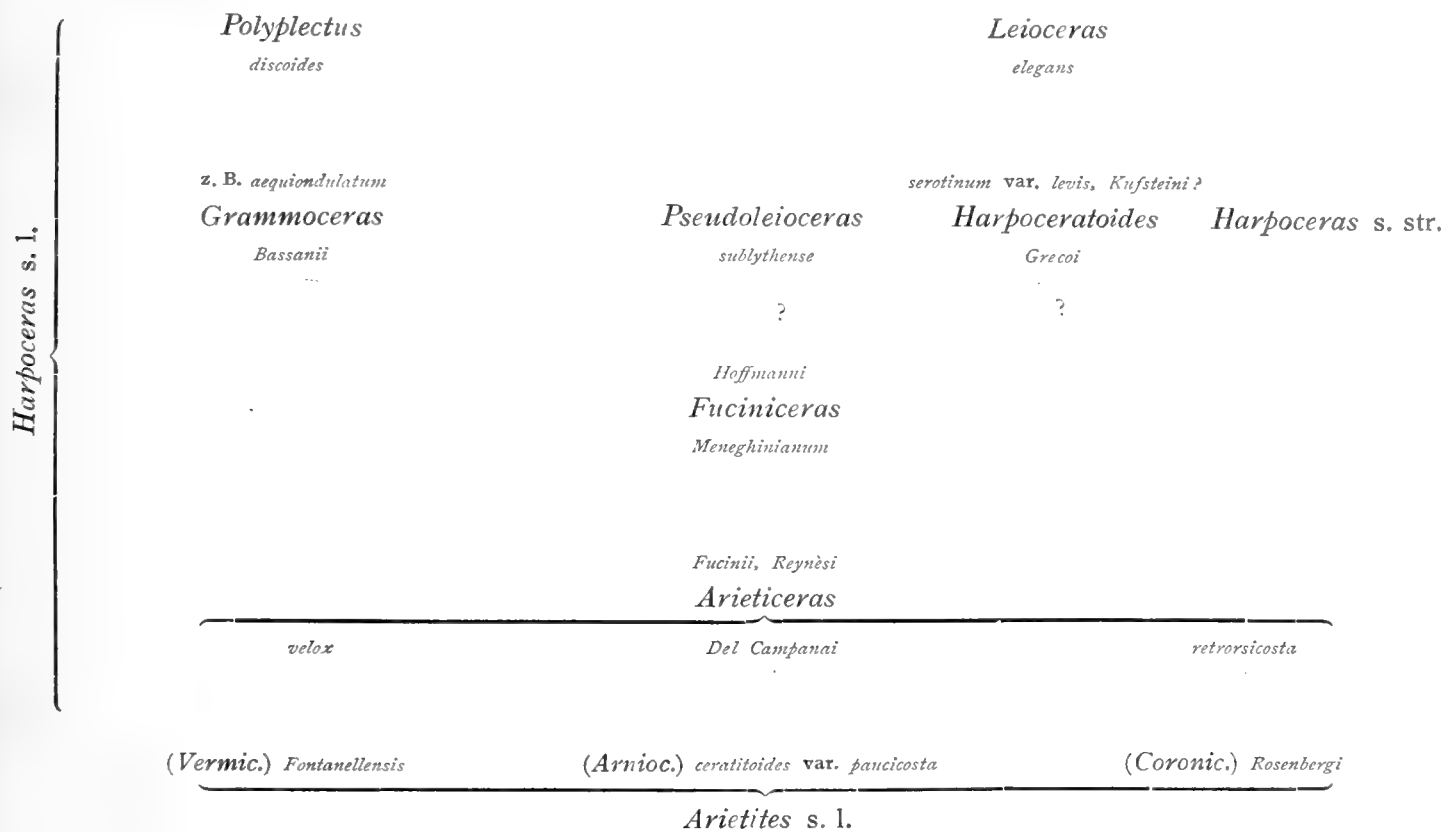 Polyplectus Leioceras
discoides elegans
z. B. aequiondulatum serotinum var. levis, Kufsteini?
Grammoceras Pseudoleioceras Harpoceratoides Harpoceras s. str.
Bassanii sublythense Grecoi
? ?
Harpoceras s. l.
Hoffmanni
Fuciniceras
Meneghinianum
Fucinii, Reynèsi
Arieticeras
velox Del Campanai retrorsicosta
(Vermic.) Fontanellensis (Arnioc.) ceratitoides var. paucicosta (Coronic.) Rosenbergi
Arietites s. l.